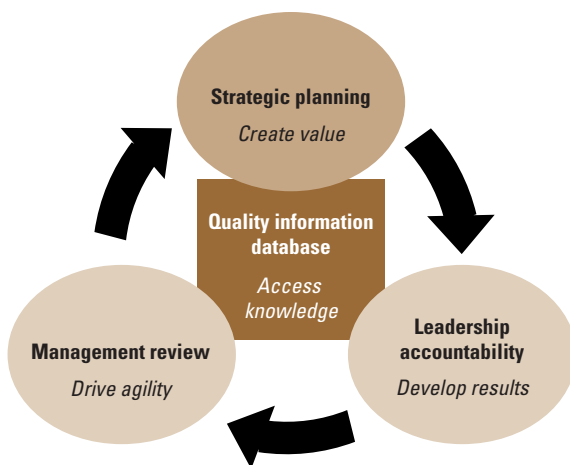 Strategic planning
Create value
Quality information
database
Access
knowledge
Management review
Drive agility
Leadership
accountability
Develop results